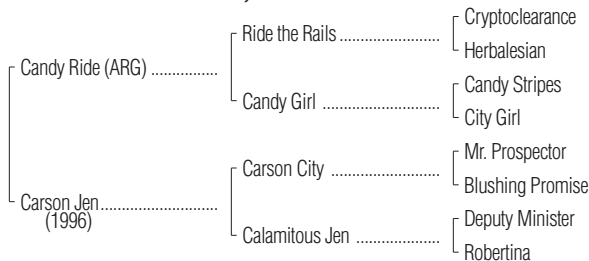 Cryptoclearance
Ride the Rails ..................
Herbalesian
Candy Ride (ARG) ...............
Candy Stripes
Candy Girl .....................
City Girl
Mr. Prospector
Carson City ...................
Blushing Promise
Carson Jen .....................
(1996)
Deputy Minister
Calamitous Jen ...............
Robertina